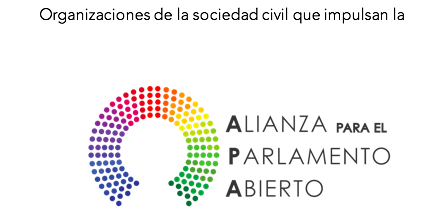 Organizaciones de la sociedad civil que impulsan la
ALIANZA PARA EL
PARLAMENTO
ABIERTO